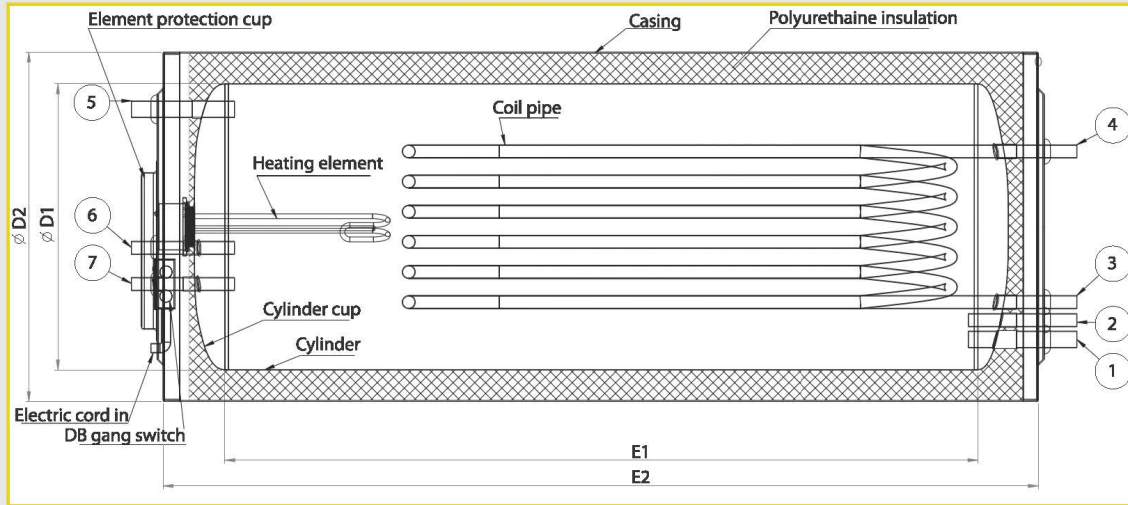 Element protection cup
Casing
Polyurethaine insulation
5
Coil pipe
4
Heating element
6
Ø D2
Ø D1
7
3
Cylinder cup
2
Cylinder
1
Electric cord in
DB gang switch
E1
E2